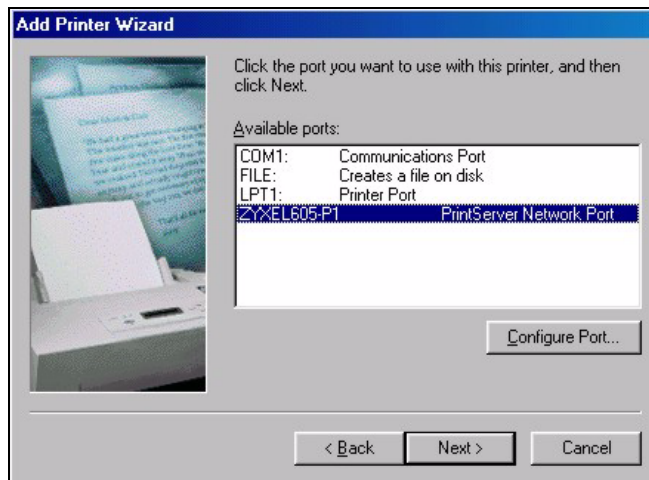 Add Printer Wizard
Click the port you want to use with this printer, and then
click Next.
Available ports:
COM1: Communications Port
FILE: Creates a file on disk
LPT1: Printer Port
ZYXEL605-P1 PrintServer Network Port
Configure Port...
< Back Next > Cancel